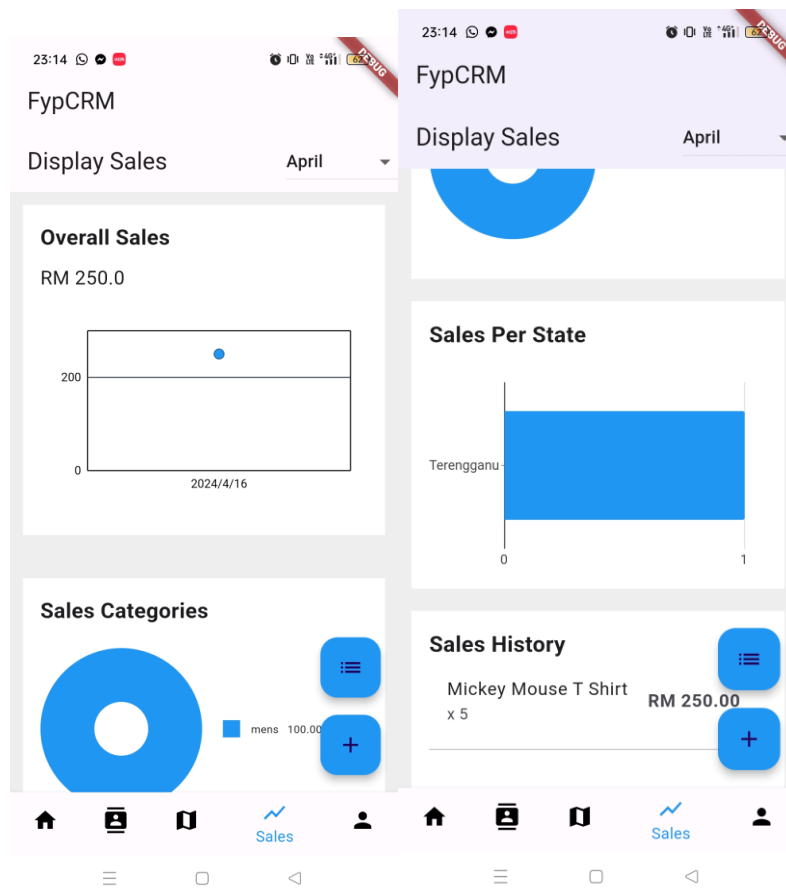 23:14
62
DEBUG
FypCRM
Display Sales
April
Overall Sales
RM 250.0
200
0
2024/4/16
Sales Categories
mens 100.00
Sales
23:14
62
DEBUG
FypCRM
Display Sales
April
Sales Per State
Terengganu
0 1
Sales History
Mickey Mouse T Shirt
x 5
RM 250.00
Sales